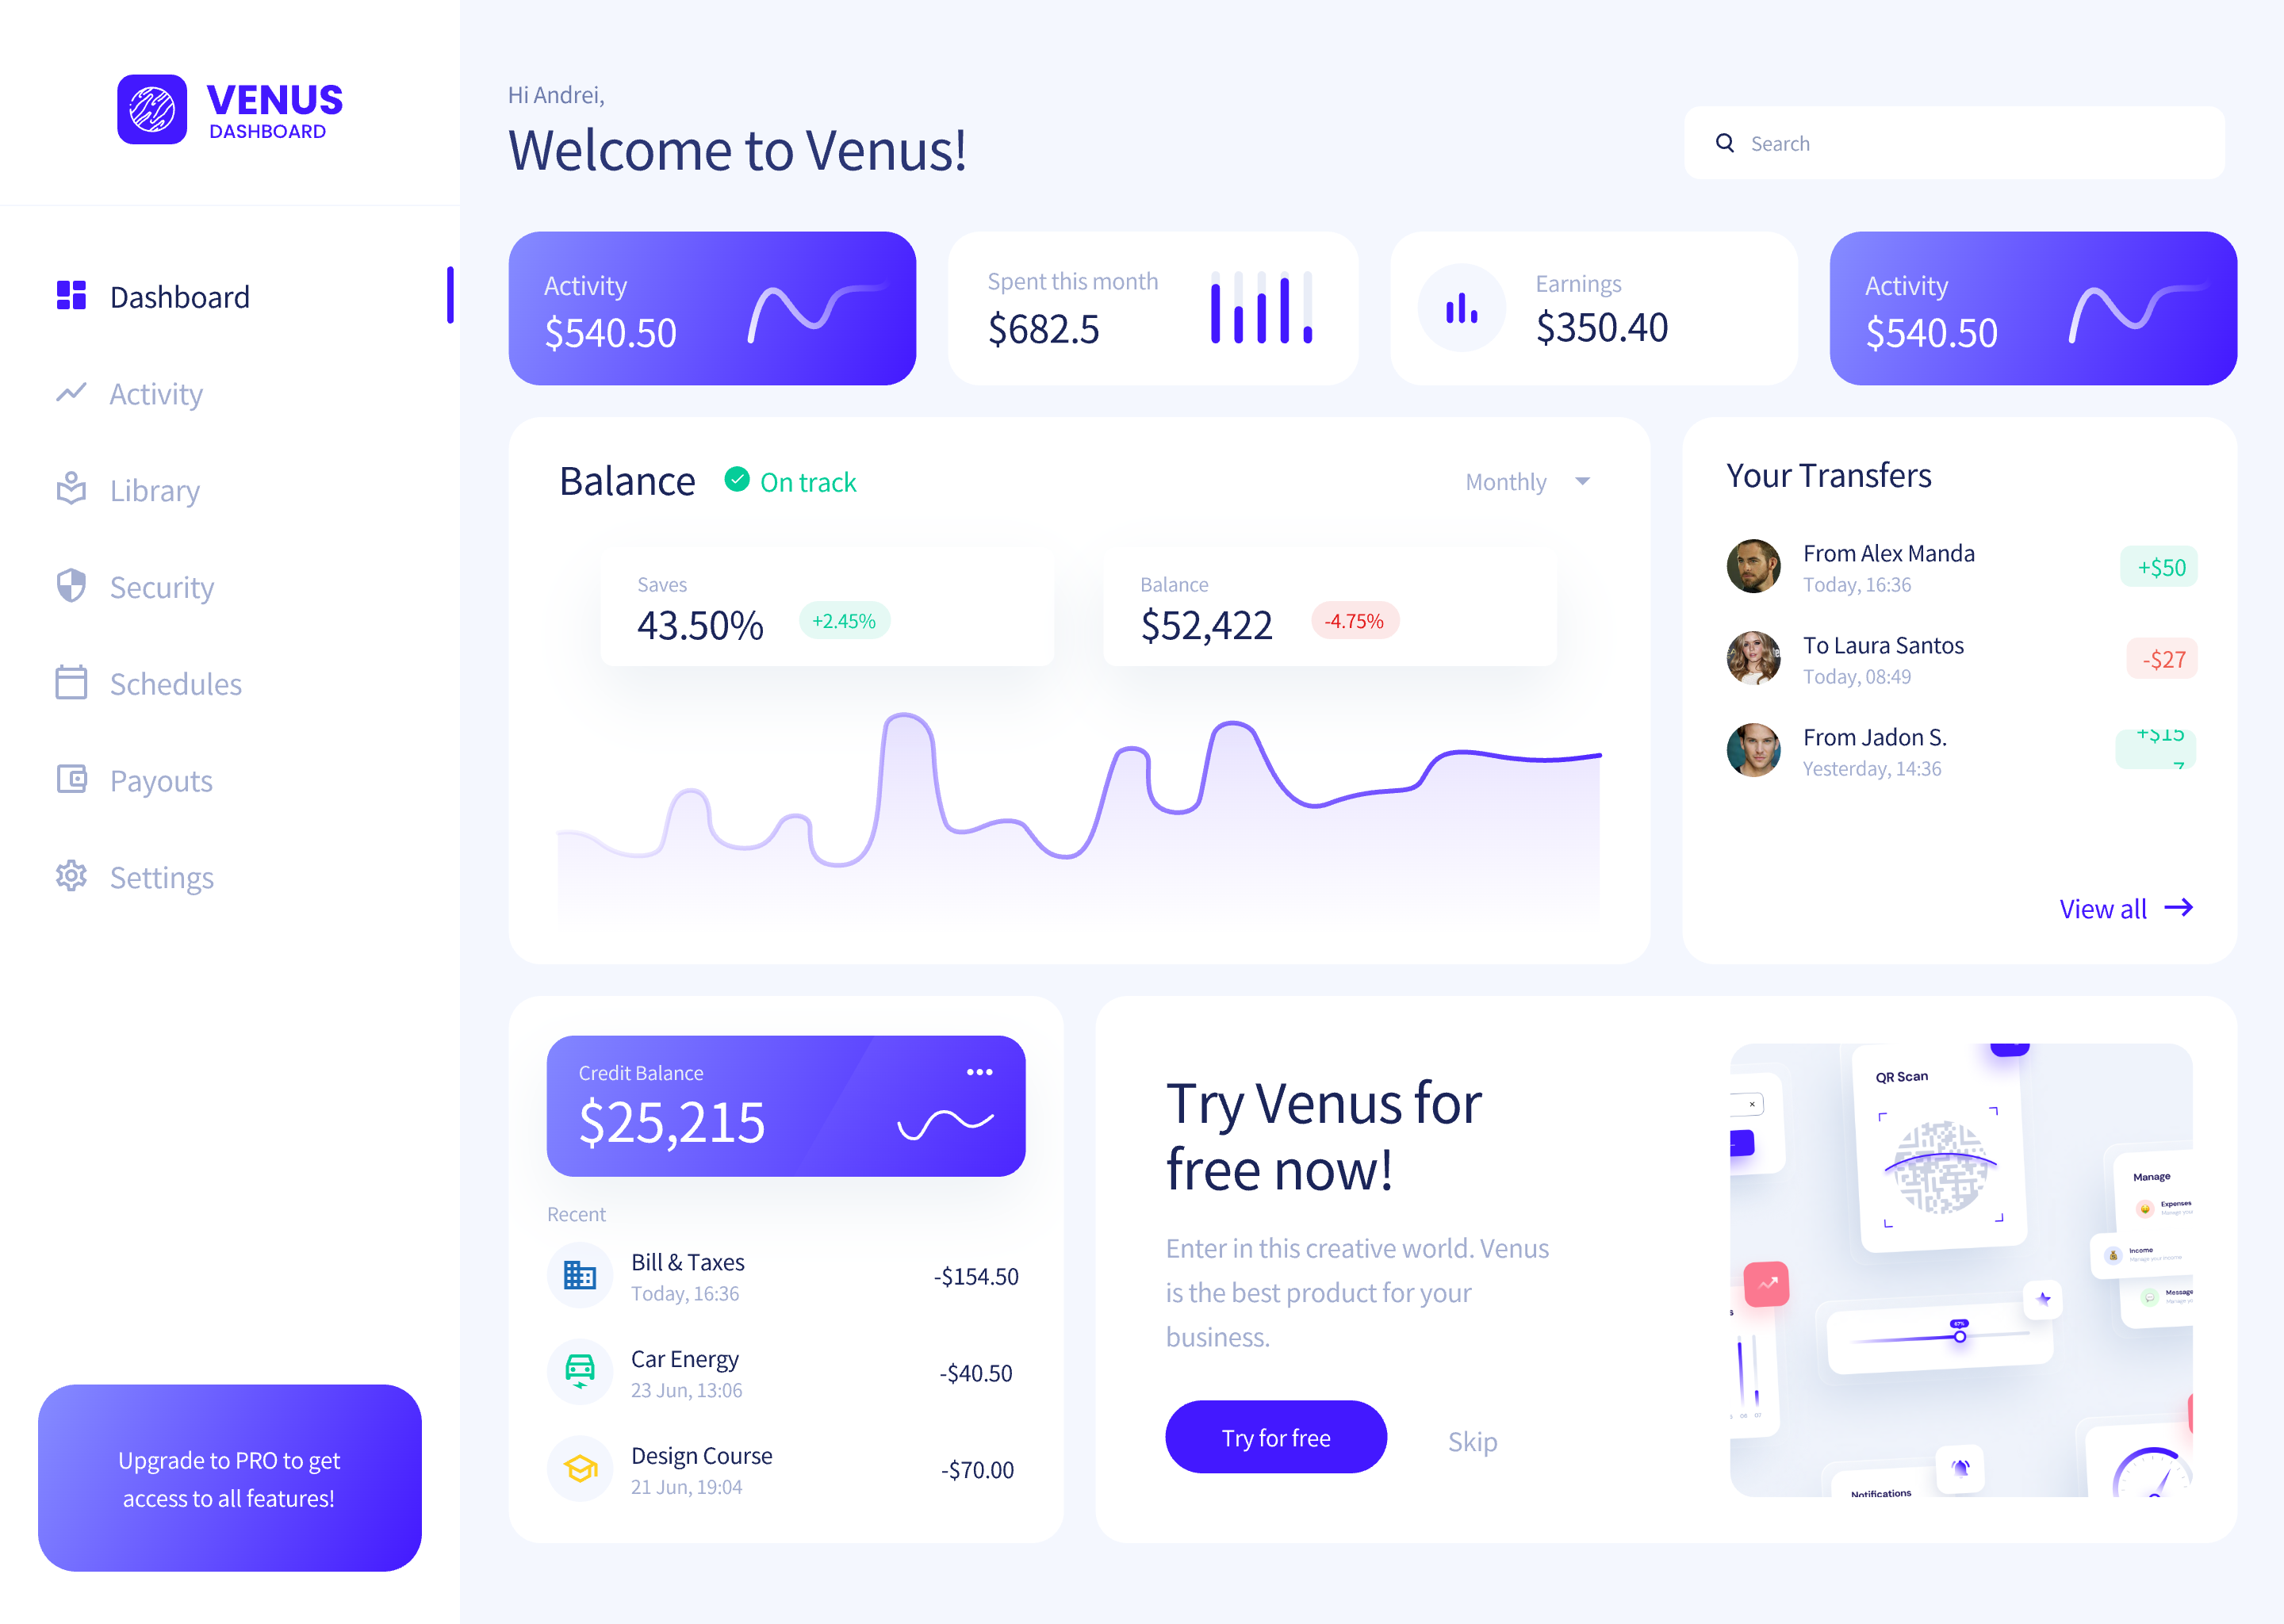 VENUS
DASHBOARD
Dashboard
Activity
Library
Security
Schedules
Payouts
Settings
Upgrade to PRO to get
access to all features!
Hi Andrei,
Welcome to Venus!
Search
Activity
$540.50
Spent this month
$682.5
Earnings
$350.40
Activity
$540.50
Balance
On track
Monthly
Saves
43.50%
+2.45%
Balance
$52,422
-4.75%
Your Transfers
From Alex Manda
Today, 16:36
+$50
To Laura Santos
Today, 08:49
-$27
From Jadon S.
Yesterday, 14:36
+$15
7
View all
Credit Balance
$25,215
Recent
Bill & Taxes
Today, 16:36
-$154.50
Car Energy
23 Jun, 13:06
-$40.50
Design Course
21 Jun, 19:04
-$70.00
Try Venus for
free now!
Enter in this creative world. Venus
is the best product for your
business.
Try for free
Skip
QR Scan
Manage
Expenses
Income
Manage your income
Message
67%
06 07
Notifications